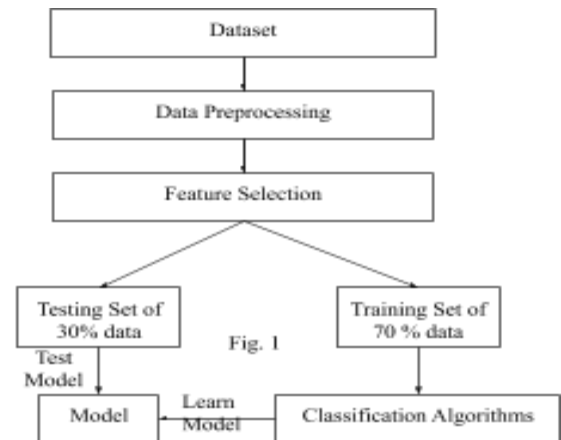 Dataset
Data Preprocessing
Feature Selection
Testing Set of
30% data
Training Set of
70 % data
Fig. 1
Test
Model
Learn
Model
Model
Classification Algorithms